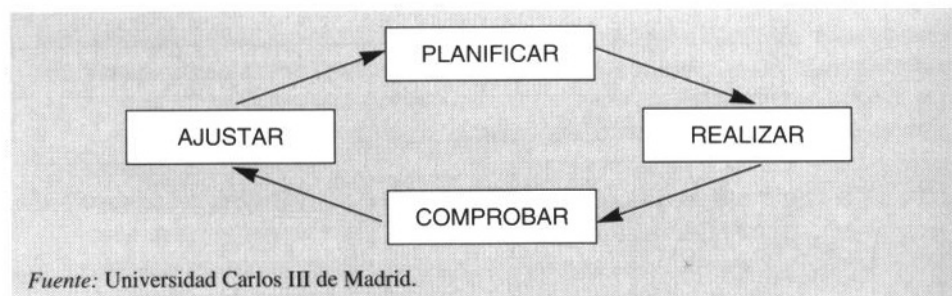 PLANIFICAR
AJUSTAR
REALIZAR
COMPROBAR
Fuente: Universidad Carlos III de Madrid.